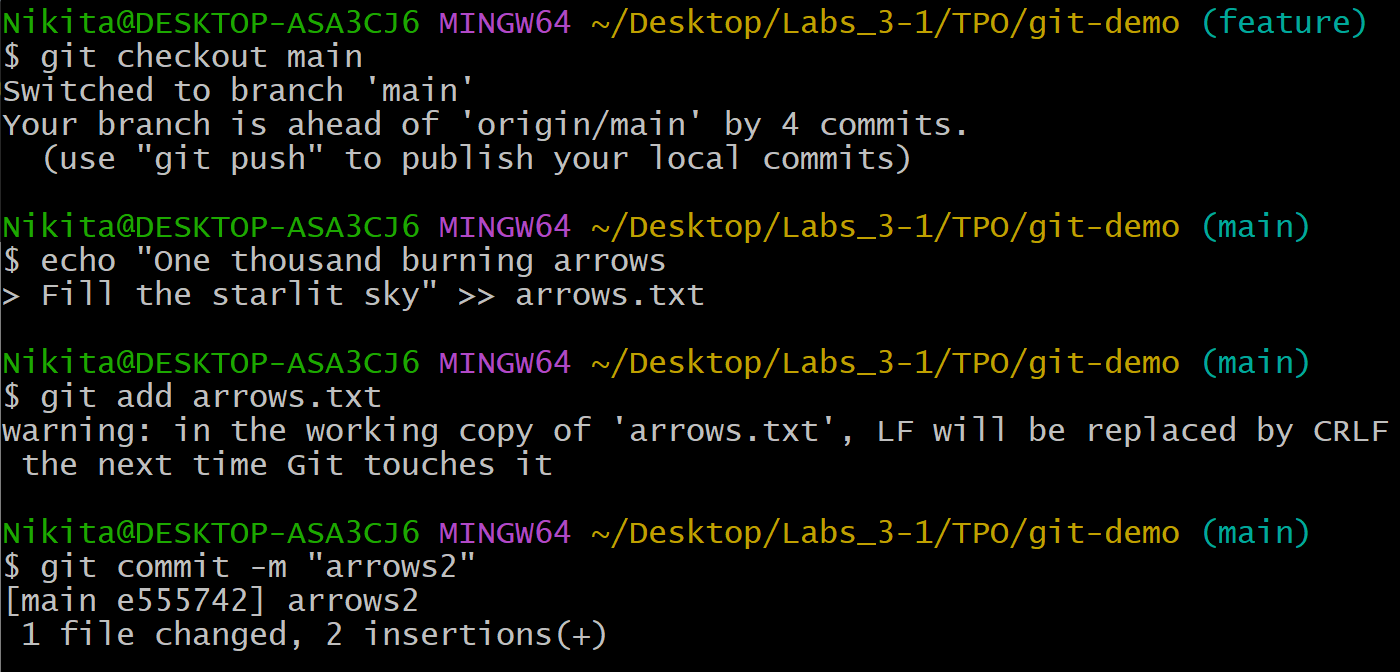 Nikita@DESKTOP-ASA3CJ6 MINGW64 ~/Desktop/Labs_3-1/TPO/git-demo (feature)
$ git checkout main
Switched to branch 'main'
Your branch is ahead of 'origin/main' by 4 commits.
  (use "git push" to publish your local commits)

Nikita@DESKTOP-ASA3CJ6 MINGW64 ~/Desktop/Labs_3-1/TPO/git-demo (main)
$ echo "One thousand burning arrows
> Fill the starlit sky" >> arrows.txt

Nikita@DESKTOP-ASA3CJ6 MINGW64 ~/Desktop/Labs_3-1/TPO/git-demo (main)
$ git add arrows.txt
warning: in the working copy of 'arrows.txt', LF will be replaced by CRLF
 the next time Git touches it

Nikita@DESKTOP-ASA3CJ6 MINGW64 ~/Desktop/Labs_3-1/TPO/git-demo (main)
$ git commit -m "arrows2"
[main e555742] arrows2
 1 file changed, 2 insertions(+)